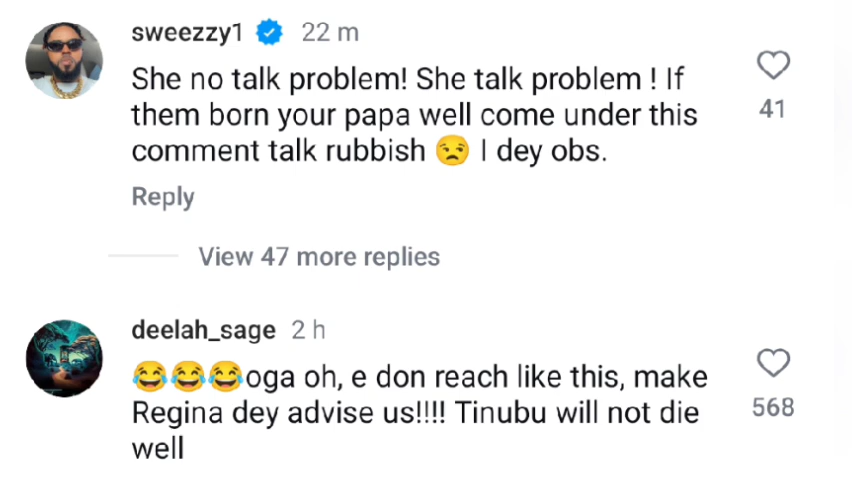 sweezzy1 22 m
She no talk problem! She talk problem ! If
them born your papa well come under this
comment talk rubbish 😒 I dey obs.
41
Reply
View 47 more replies
deelah_sage 2 h
😂😂😂oga oh, e don reach like this, make
Regina dey advise us!!!! Tinubu will not die
well
568